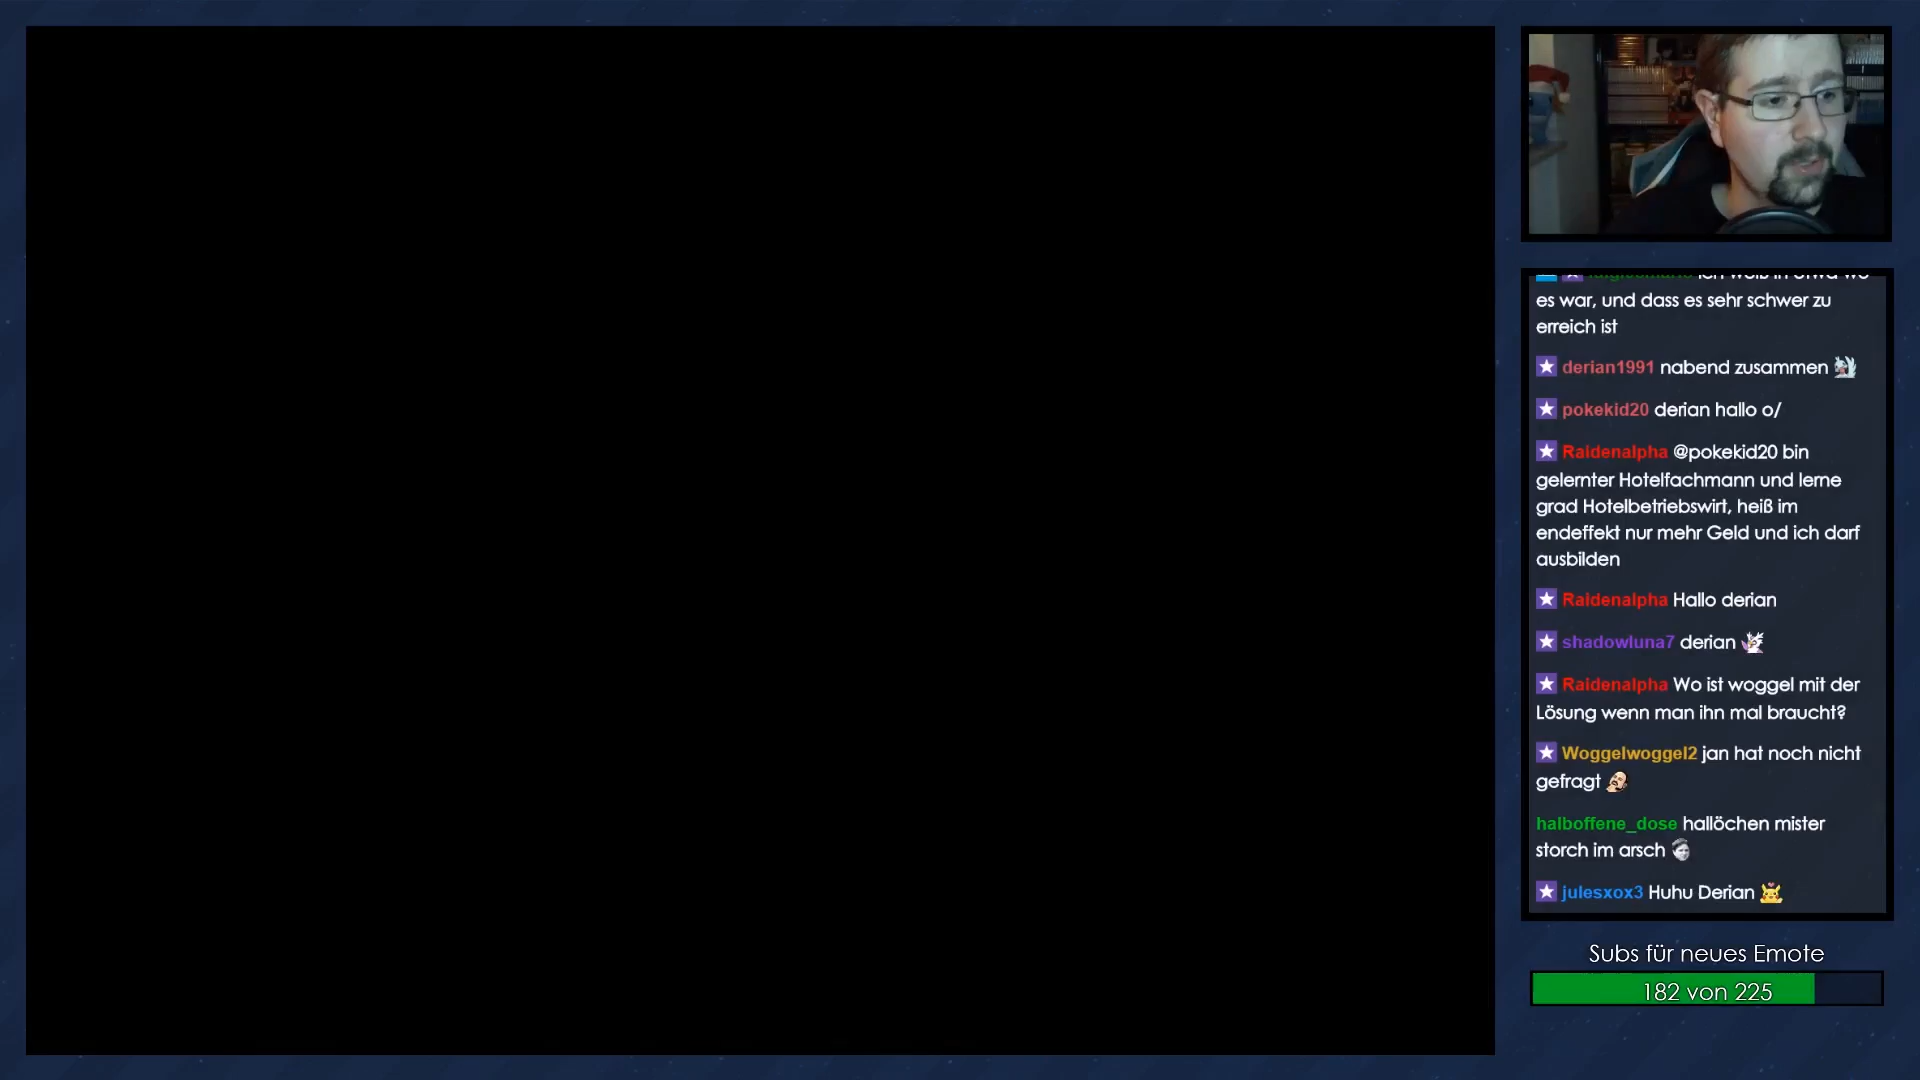 es war, und dass es sehr schwer zu
erreich ist
derian1991 nabend zusammen
pokekid20 derian hallo o/
Raidenalpha @pokekid20 bin
gelernter Hotelfachmann und lerne
grad Hotelbetriebswirt, heiß im
endeffekt nur mehr Geld und ich darf
ausbilden
Raidenalpha Hallo derian
shadowluna7 derian
Raidenalpha Wo ist woggel mit der
Lösung wenn man ihn mal braucht?
Woggelwoggel2 jan hat noch nicht
gefragt
halboffene_dose hallöchen mister
storch im arsch
julesxox3 Huhu Derian
Subs für neues Emote
182 von 225